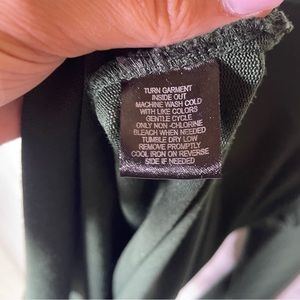 TURN GARMENT
INSIDE OUT
MACHINE WASH COLD
WITH LIKE COLORS
GENTLE CYCLE
ONLY NON -CHLORINE
BLEACH WHEN NEEDED
TUMBLE DRY LOW
REMOVE PROMPTLY
COOL IRON ON REVERSE
SIDE IF NEEDED